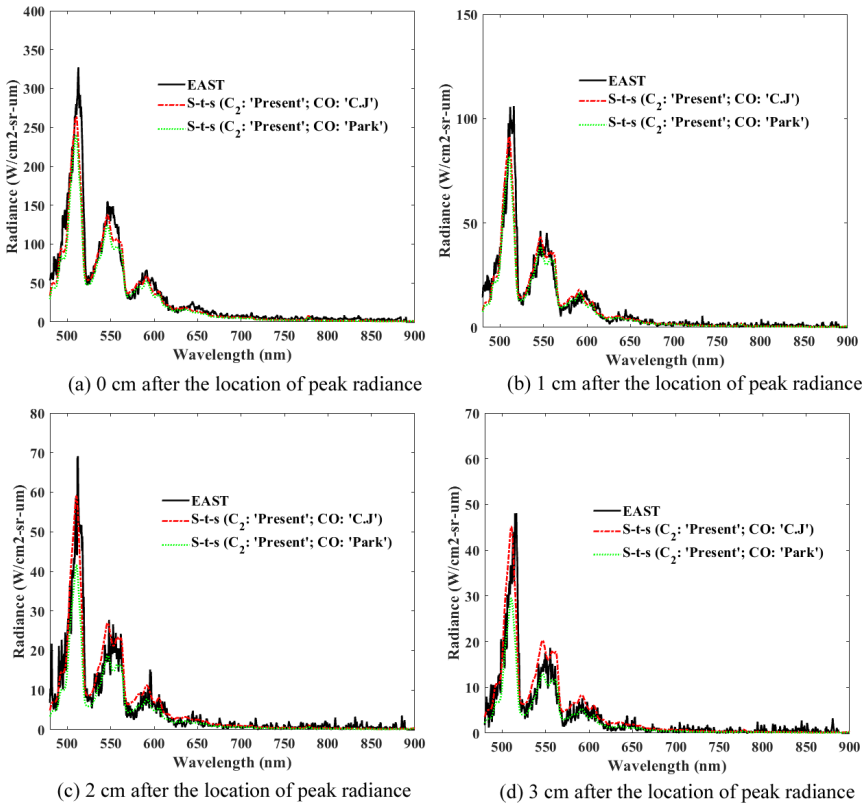 400
350
300
250
200
150
100
50
0
Radiance (W/cm2-sr-um)
EAST
S-t-s (C2: 'Present'; CO: 'C.J')
S-t-s (C2: 'Present'; CO: 'Park')
500 550 600 650 700 750 800 850 900
Wavelength (nm)
(a) 0 cm after the location of peak radiance
150
100
50
0
Radiance (W/cm2-sr-um)
EAST
S-t-s (C2: 'Present'; CO: 'C.J')
S-t-s (C2: 'Present'; CO: 'Park')
500 550 600 650 700 750 800 850 900
Wavelength (nm)
(b) 1 cm after the location of peak radiance
80
70
60
50
40
30
20
10
0
Radiance (W/cm2-sr-um)
EAST
S-t-s (C2: 'Present'; CO: 'C.J')
S-t-s (C2: 'Present'; CO: 'Park')
500 550 600 650 700 750 800 850 900
Wavelength (nm)
(c) 2 cm after the location of peak radiance
70
60
50
40
30
20
10
0
Radiance (W/cm2-sr-um)
EAST
S-t-s (C2: 'Present'; CO: 'C.J')
S-t-s (C2: 'Present'; CO: 'Park')
500 550 600 650 700 750 800 850 900
Wavelength (nm)
(d) 3 cm after the location of peak radiance